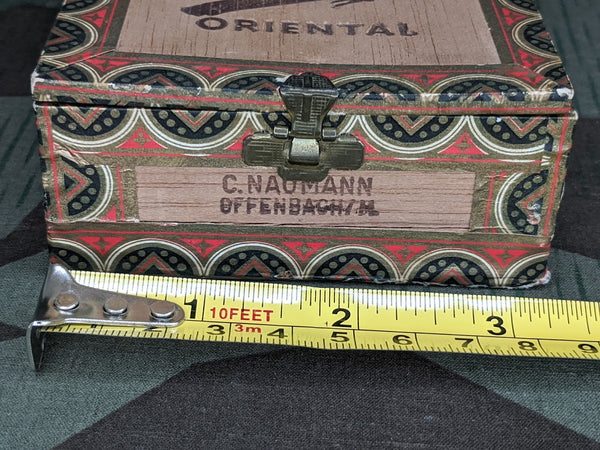 ORIENTAL
C. NAUMANN
OFFENBACH/M.
1 10FEET 2 3
3 3m 4 5 6 7 8 9